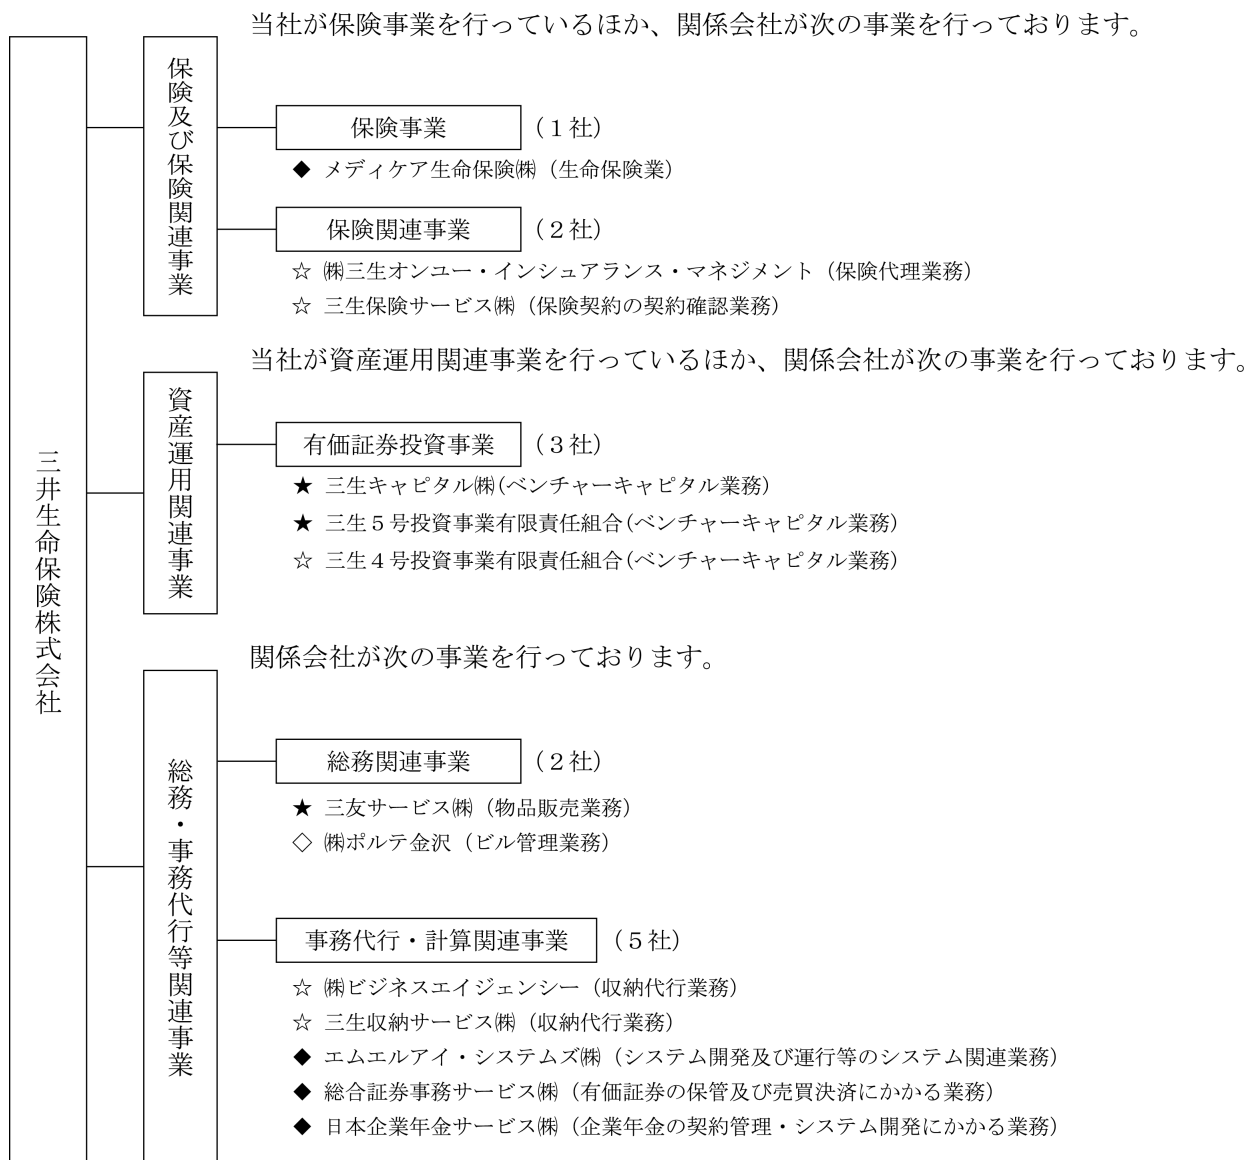 三井生命保険株式会社
保険及び保険関連事業
当社が保険事業を行っているほか、関係会社が次の事業を行っております。
保険事業 (1社)
◆ メディケア生命保険㈱ (生命保険業)
保険関連事業 (2社)
☆ ㈱三生オンユー・インシュアランス・マネジメント (保険代理業務)
☆ 三生保険サービス㈱ (保険契約の契約確認業務)
資産運用関連事業
当社が資産運用関連事業を行っているほか、関係会社が次の事業を行っております。
有価証券投資事業 (3社)
★ 三生キャピタル㈱(ベンチャーキャピタル業務)
★ 三生5号投資事業有限責任組合(ベンチャーキャピタル業務)
☆ 三生4号投資事業有限責任組合(ベンチャーキャピタル業務)
総務・事務代行等関連事業
関係会社が次の事業を行っております。
総務関連事業 (2社)
★ 三友サービス㈱ (物品販売業務)
◇ ㈱ポルテ金沢 (ビル管理業務)
事務代行・計算関連事業 (5社)
☆ ㈱ビジネスエイジェンシー (収納代行業務)
☆ 三生収納サービス㈱ (収納代行業務)
◆ エムエルアイ・システムズ㈱ (システム開発及び運行等のシステム関連業務)
◆ 総合証券事務サービス㈱ (有価証券の保管及び売買決済にかかる業務)
◆ 日本企業年金サービス㈱ (企業年金の契約管理・システム開発にかかる業務)